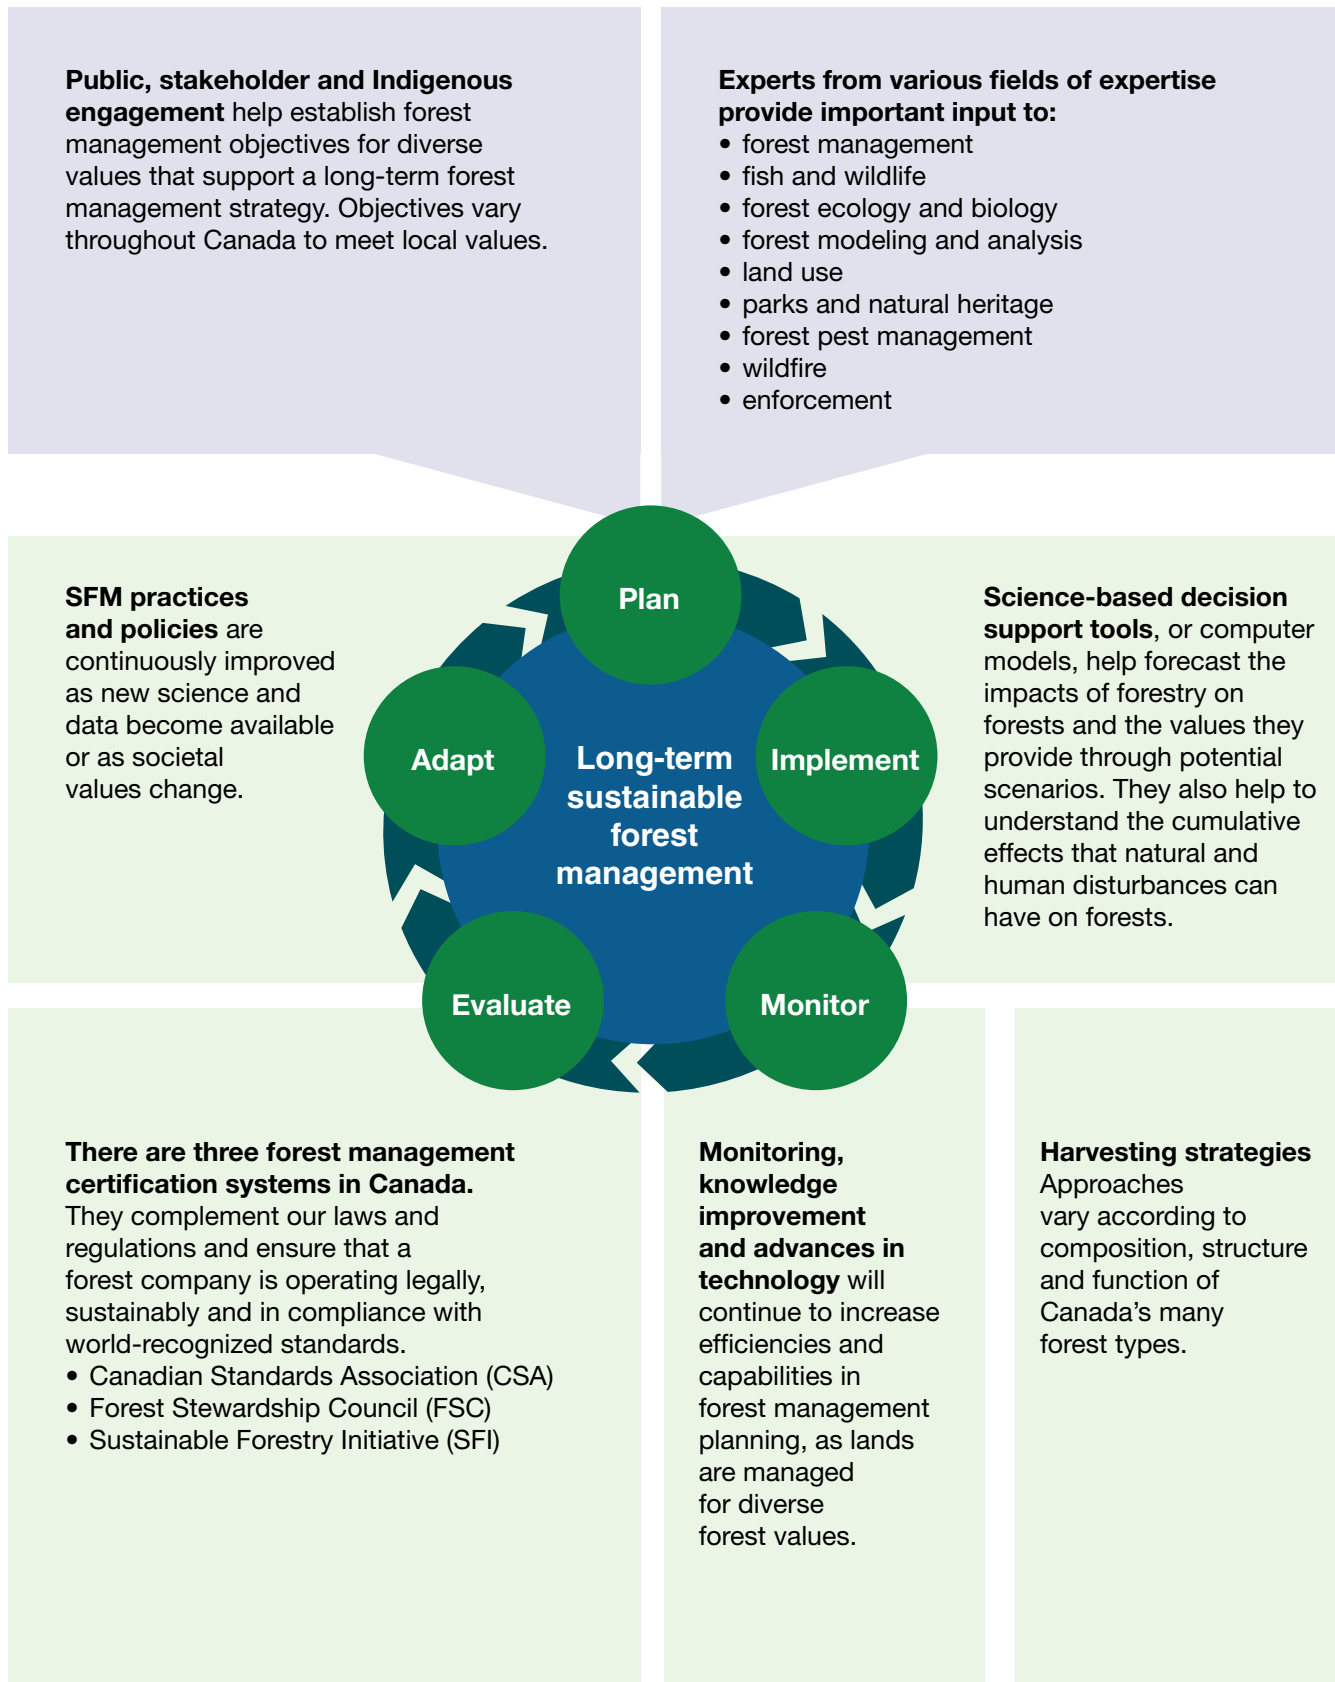 Public, stakeholder and Indigenous
engagement help establish forest
management objectives for diverse
values that support a long-term forest
management strategy. Objectives vary
throughout Canada to meet local values.
Experts from various fields of expertise
provide important input to:
• forest management
• fish and wildlife
• forest ecology and biology
• forest modeling and analysis
• land use
• parks and natural heritage
• forest pest management
• wildfire
• enforcement
SFM practices
and policies are
continuously improved
as new science and
data become available
or as societal
values change.
Plan
Adapt
Implement
Long-term
sustainable
forest
management
Evaluate
Monitor
Science-based decision
support tools, or computer
models, help forecast the
impacts of forestry on
forests and the values they
provide through potential
scenarios. They also help to
understand the cumulative
effects that natural and
human disturbances can
have on forests.
There are three forest management
certification systems in Canada.
They complement our laws and
regulations and ensure that a
forest company is operating legally,
sustainably and in compliance with
world-recognized standards.
• Canadian Standards Association (CSA)
• Forest Stewardship Council (FSC)
• Sustainable Forestry Initiative (SFI)
Monitoring,
knowledge
improvement
and advances in
technology will
continue to increase
efficiencies and
capabilities in
forest management
planning, as lands
are managed
for diverse
forest values.
Harvesting strategies
Approaches
vary according to
composition, structure
and function of
Canada’s many
forest types.